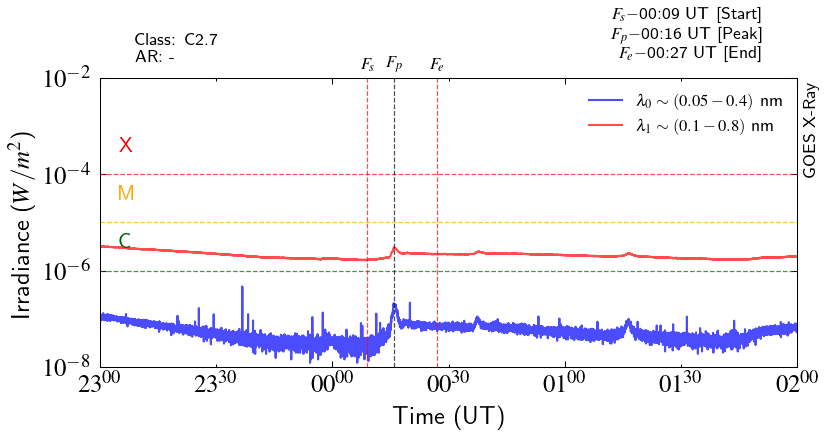 F_s−00:09 UT [Start]
Class: C2.7
F_p−00:16 UT [Peak]
AR: -
F_e−00:27 UT [End]
F_s F_p F_e
10^−2
λ_0 ∼ (0.05 − 0.4) nm
λ_1 ∼ (0.1 − 0.8) nm
GOES X-Ray
X
10^−4
M
Irradiance (W/m^2)
C
10^−6
10^−8
23^00 23^30 00^00 00^30 01^00 01^30 02^00
Time (UT)